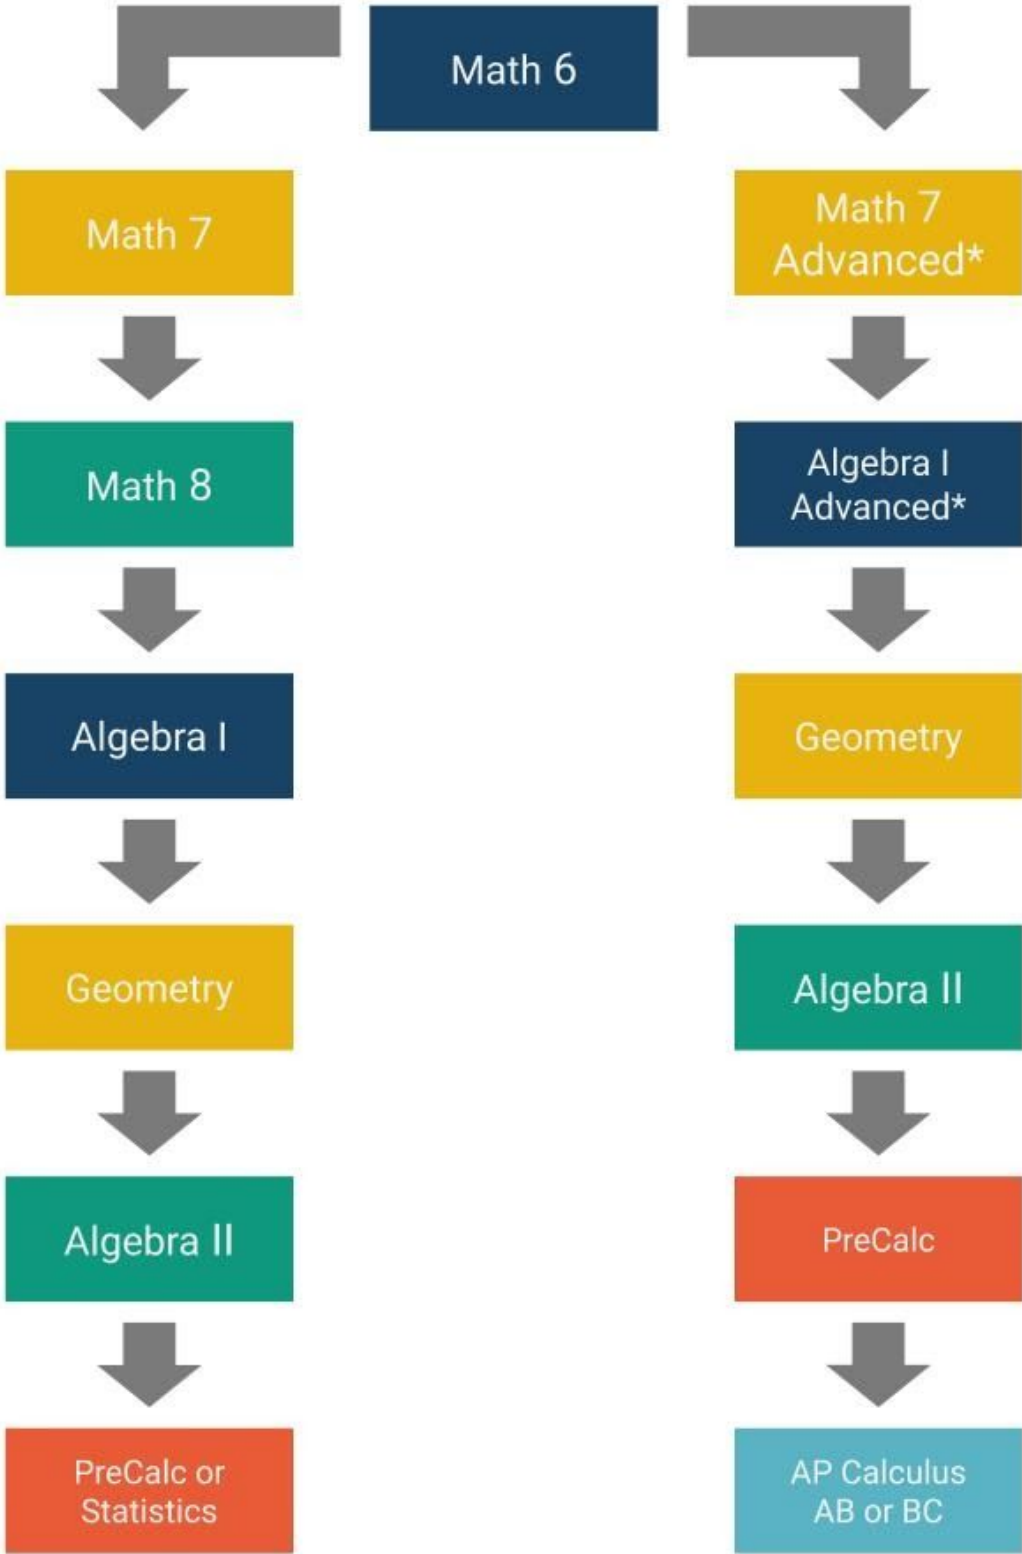 Math 6
Math 7
Math 7
Advanced*
Math 8
Algebra I
Advanced*
Algebra I
Geometry
Geometry
Algebra II
Algebra II
PreCalc
PreCalc or
Statistics
AP Calculus
AB or BC